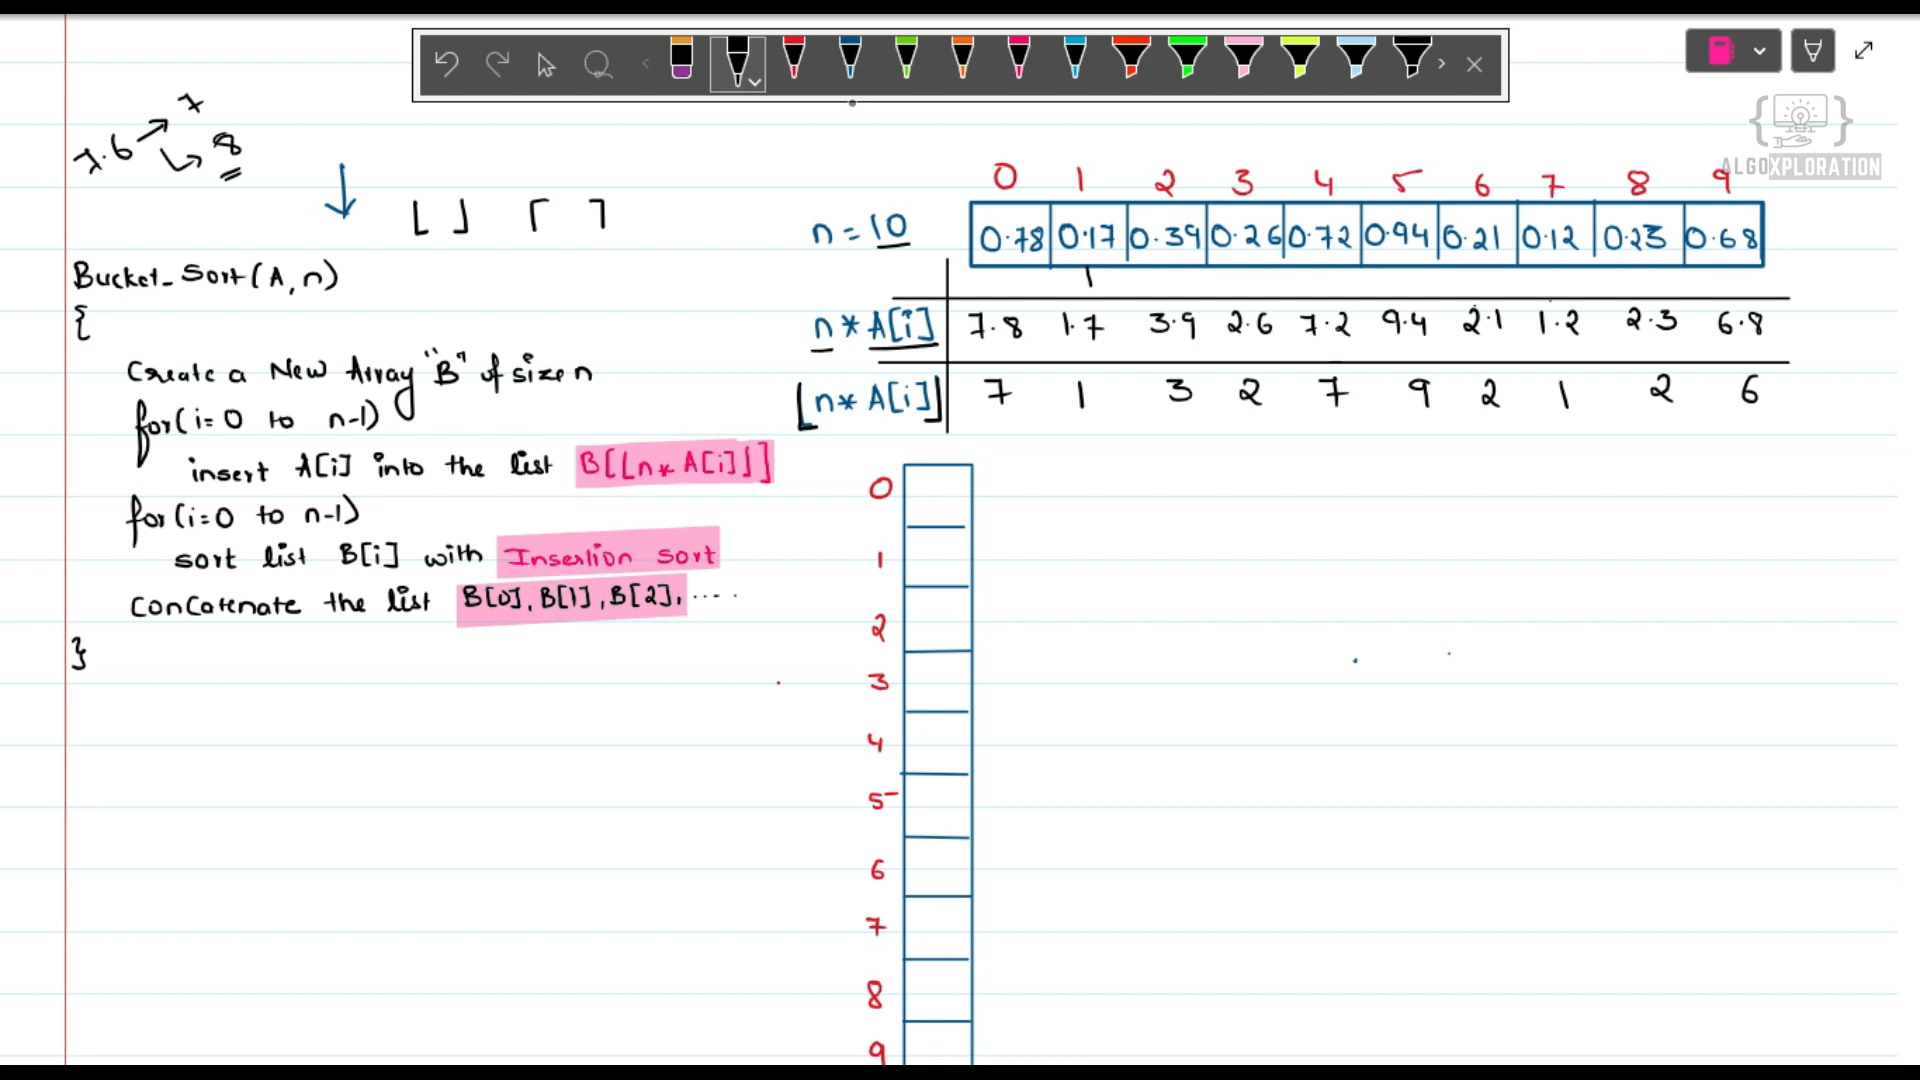 7.6 → 7
↳ 8
↓ ⌊ ⌋ ⌈ ⌉
Bucket_Sort(A, n)
{
Create a New Array "B" of size n
for(i=0 to n-1)
insert A[i] into the list B[⌊n*A[i]⌋]
for(i=0 to n-1)
sort list B[i] with Insertion sort
Concatenate the list B[0], B[1], B[2], ....
}
ALGOXPLORATION
0 1 2 3 4 5 6 7 8 9
n = 10 0.78 0.17 0.39 0.26 0.72 0.94 0.21 0.12 0.23 0.68
n * A[i] 7.8 1.7 3.9 2.6 7.2 9.4 2.1 1.2 2.3 6.8
⌊n* A[i]⌋ 7 1 3 2 7 9 2 1 2 6
0
1
2
3
4
5
6
7
8
9